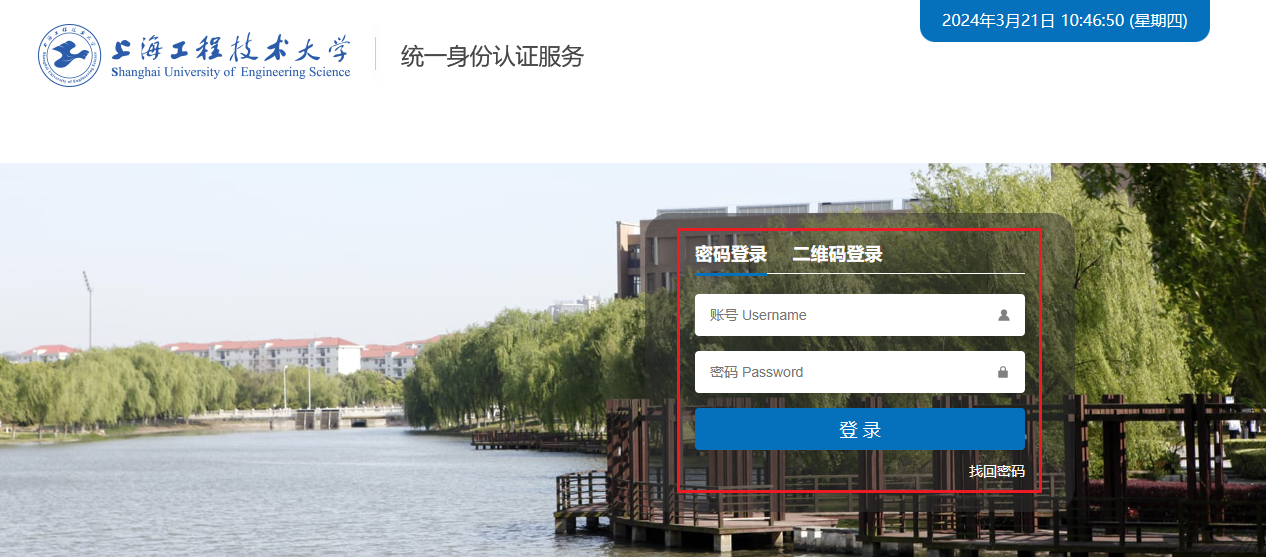 上海工程技术大学
Shanghai University of Engineering Science
统一身份认证服务
2024年3月21日 10:46:50 (星期四)
密码登录 二维码登录
账号 Username
密码 Password
登 录
找回密码